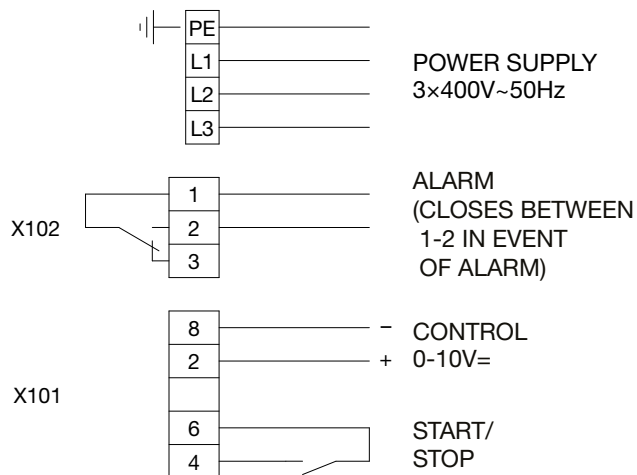 PE
L1
L2
L3
POWER SUPPLY
3×400V~50Hz
X102
1
2
3
ALARM
(CLOSES BETWEEN
1-2 IN EVENT
OF ALARM)
X101
8
2
6
4
–
+
CONTROL
0-10V=
START/
STOP